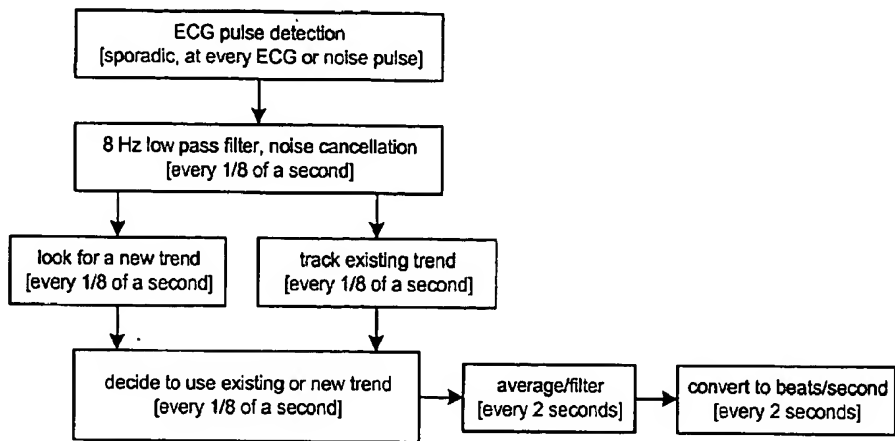 ECG pulse detection
[sporadic, at every ECG or noise pulse]
8 Hz low pass filter, noise cancellation
[every 1/8 of a second]
look for a new trend
[every 1/8 of a second]
track existing trend
[every 1/8 of a second]
decide to use existing or new trend
[every 1/8 of a second]
average/filter
[every 2 seconds]
convert to beats/second
[every 2 seconds]